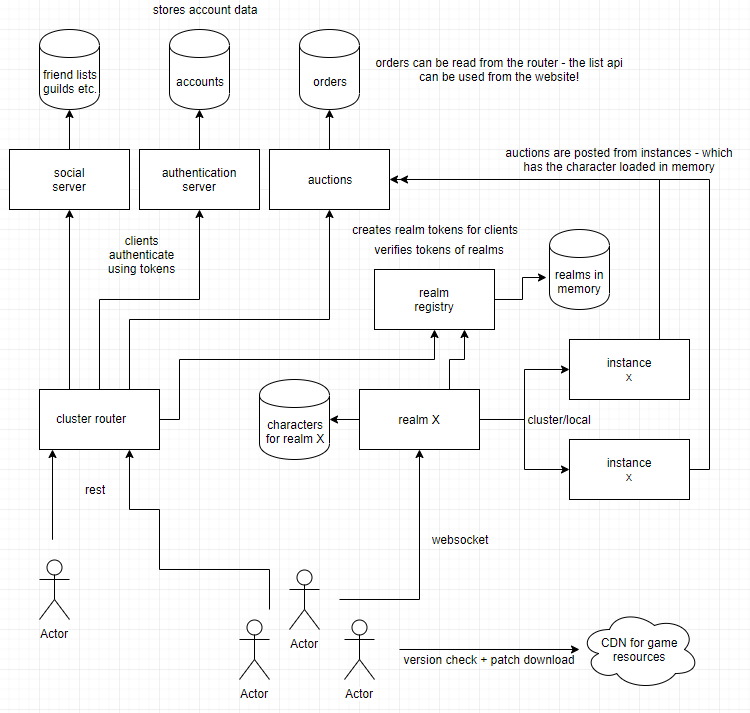 stores account data
friend lists
guilds etc.
accounts
orders
orders can be read from the router - the list api
can be used from the website!
social
server
authentication
server
auctions
auctions are posted from instances - which
has the character loaded in memory
clients
authenticate
using tokens
creates realm tokens for clients
verifies tokens of realms
realm
registry
realms in
memory
instance
X
cluster router
characters
for realm X
realm X
cluster/local
instance
X
rest
websocket
Actor
Actor
Actor
Actor
version check + patch download
CDN for game
resources